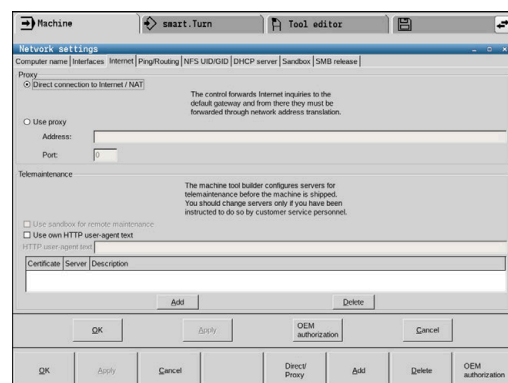 Machine
smart.Turn
Tool editor
Network settings
Computer name Interfaces Internet Ping/Routing NFS UID/GID DHCP server Sandbox SMB release
Proxy
Direct connection to Internet / NAT
The control forwards Internet inquiries to the
default gateway and from there they must be
forwarded through network address translation.
Use proxy
Address:
Port:
0
Telemaintenance
The machine tool builder configures servers for
telemaintenance before the machine is shipped.
You should change servers only if you have been
instructed to do so by customer service personnel.
Use sandbox for remote maintenance
Use own HTTP user-agent text
HTTP user-agent text
Certificate Server Description
Add
Delete
OK
Apply
OEM
authorization
Cancel
OK
Apply
Cancel
Direct/
Proxy
Add
Delete
OEM
authorization